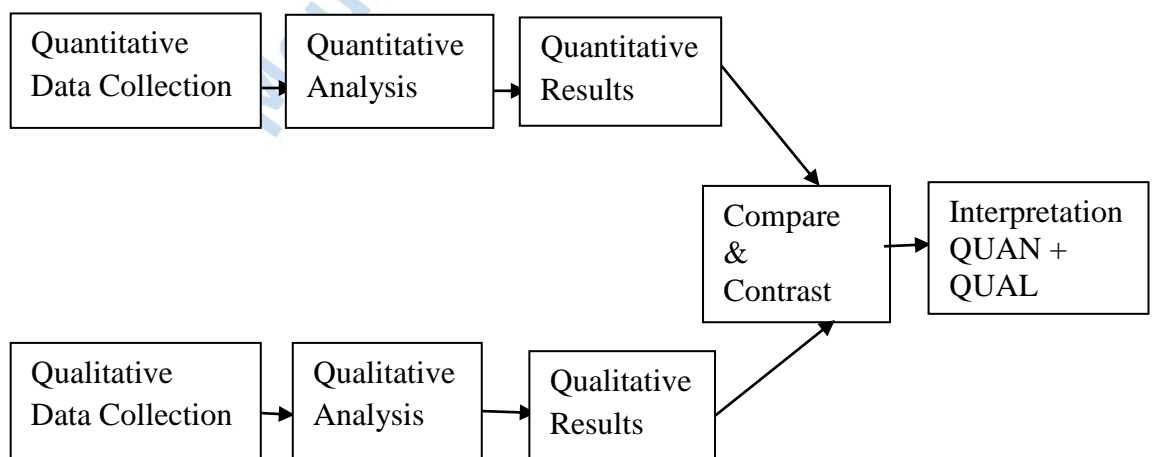 Quantitative
Data Collection
Quantitative
Analysis
Quantitative
Results
Compare
&
Contrast
Interpretation
QUAN +
QUAL
Qualitative
Data Collection
Qualitative
Analysis
Qualitative
Results